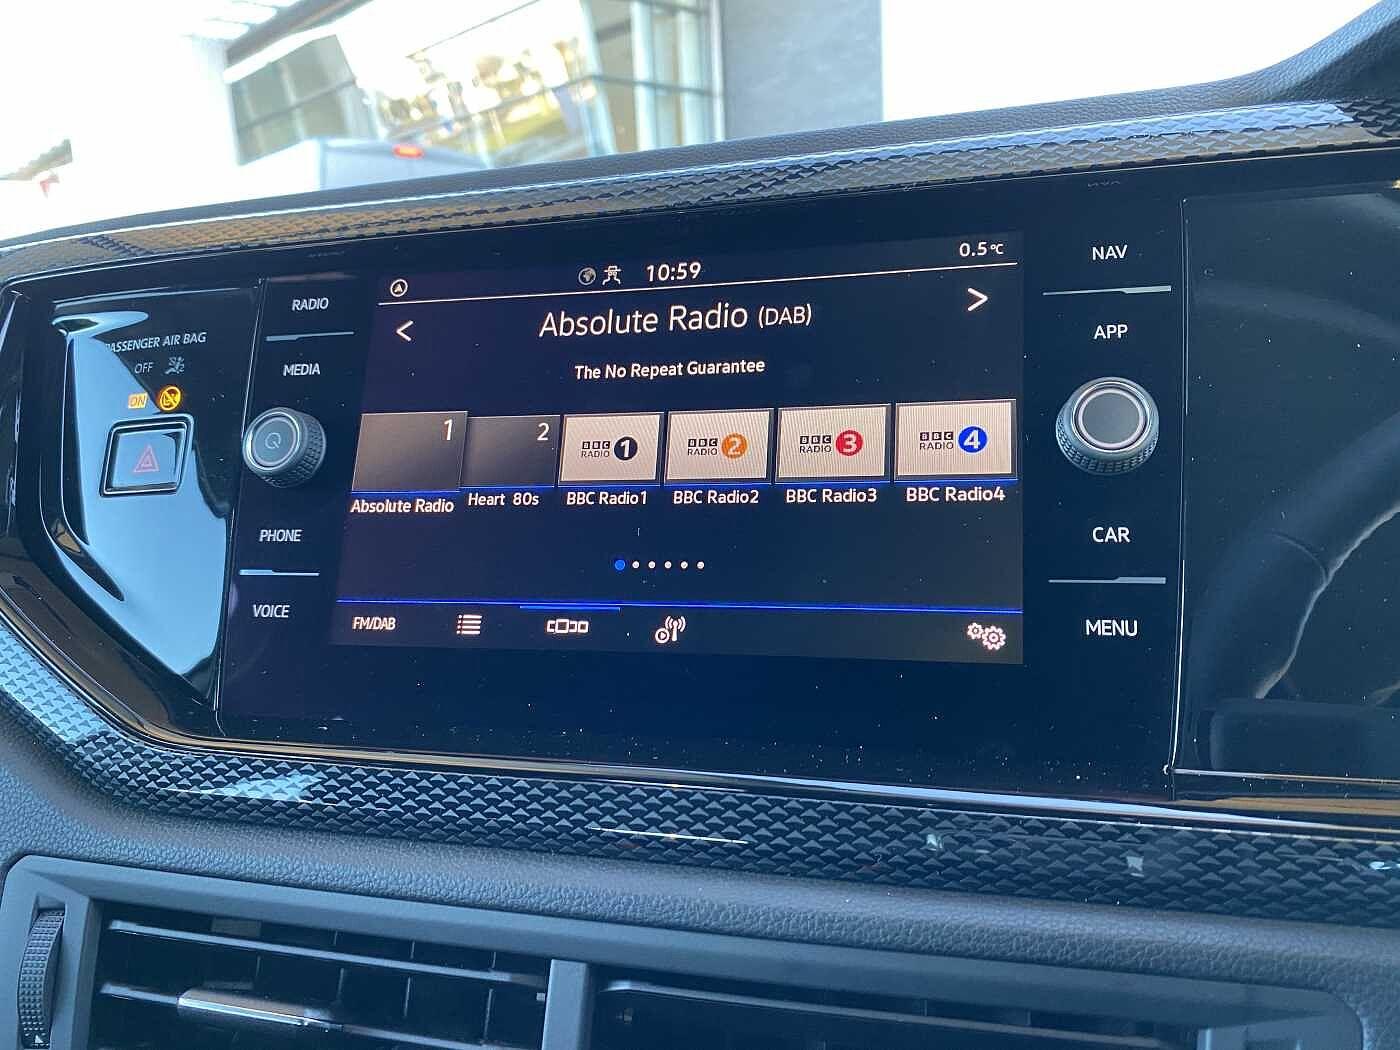 PASSENGER AIR BAG
OFF
ON
RADIO
MEDIA
PHONE
VOICE
10:59
0.5°C
< Absolute Radio (DAB) >
The No Repeat Guarantee
1
2
BBC RADIO 1
BBC RADIO 2
BBC RADIO 3
BBC RADIO 4
Absolute Radio
Heart 80s
BBC Radio1
BBC Radio2
BBC Radio3
BBC Radio4
FM/DAB
NAV
APP
CAR
MENU